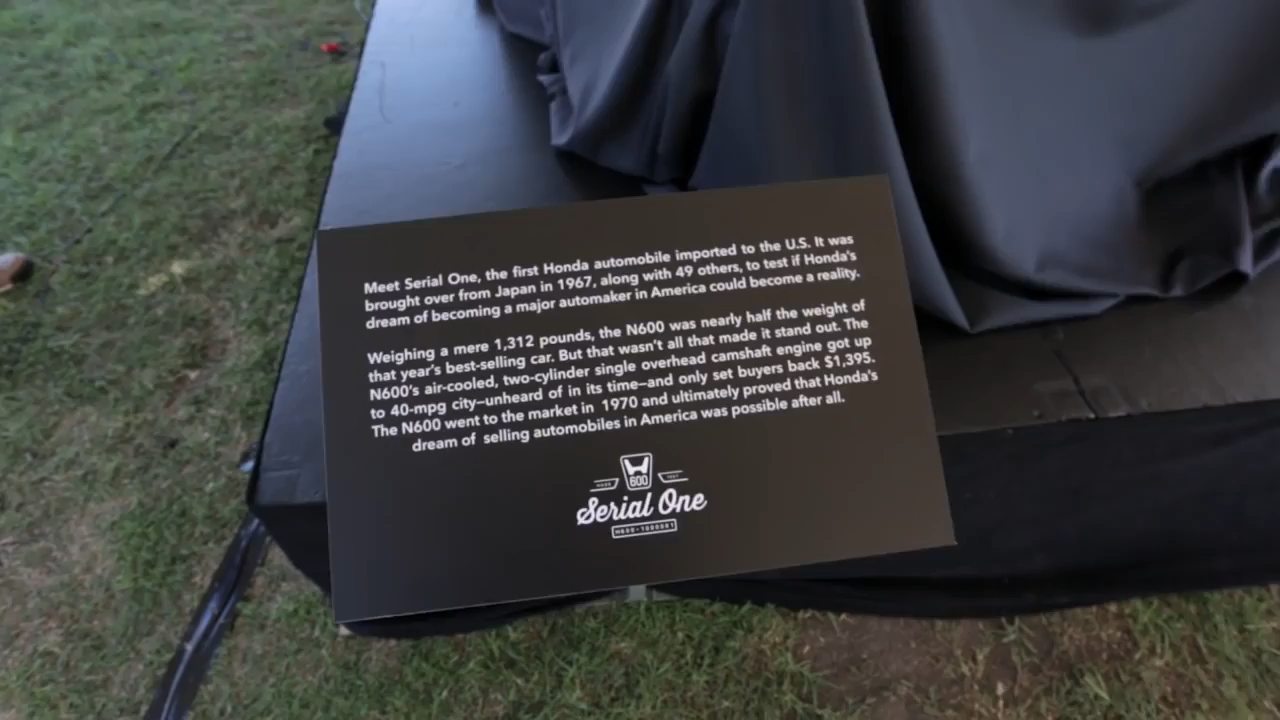 Meet Serial One, the first Honda automobile imported to the U.S. It was
brought over from Japan in 1967, along with 49 others, to test if Honda's
dream of becoming a major automaker in America could become a reality.
Weighing a mere 1,312 pounds, the N600 was nearly half the weight of
that year's best-selling car. But that wasn't all that made it stand out. The
N600's air-cooled, two-cylinder single overhead camshaft engine got up
to 40-mpg city—unheard of in its time—and only set buyers back $1,395.
The N600 went to the market in 1970 and ultimately proved that Honda's
dream of selling automobiles in America was possible after all.
600
Serial One
N600-1000001